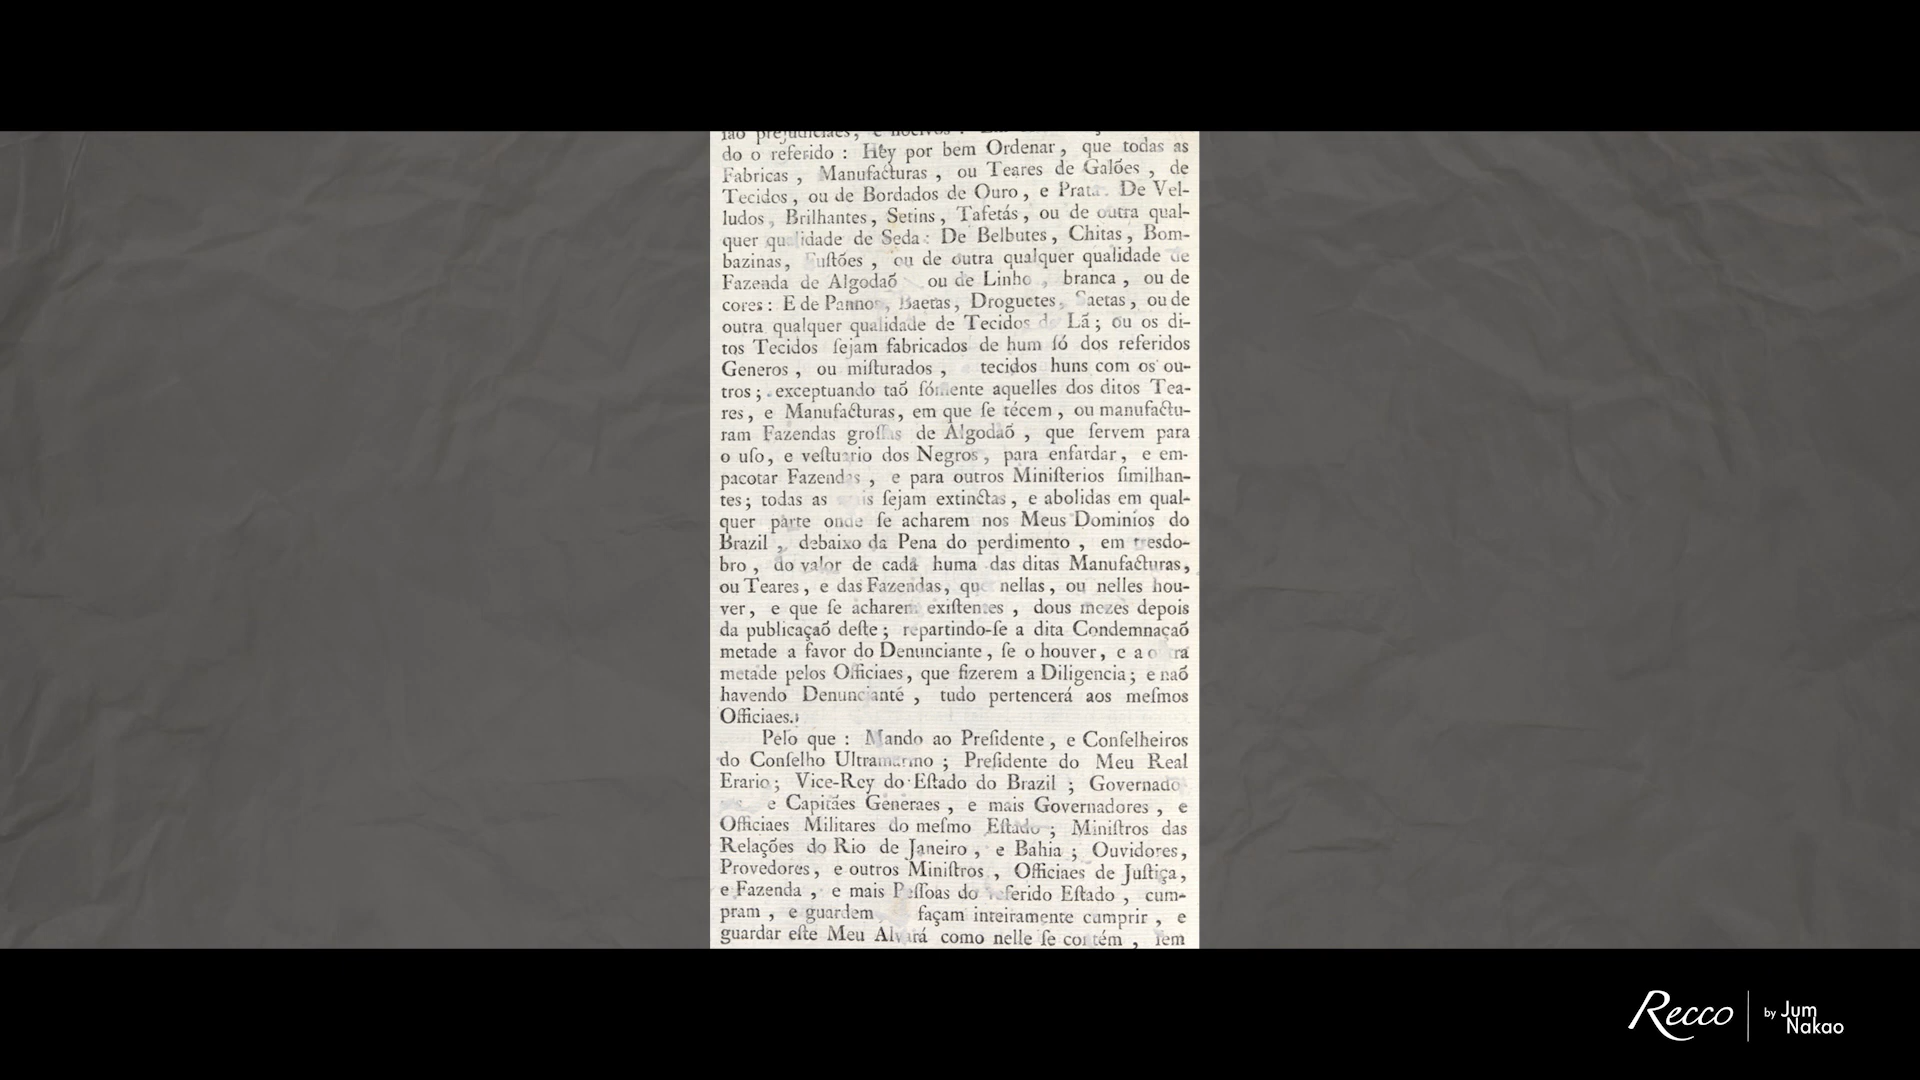 do o referido : Hey por bem Ordenar , que todas as
Fabricas , Manufacturas , ou Teares de Galões , de
Tecidos , ou de Bordados de Ouro , e Prata . De Vel-
ludos , Brilhantes , Setins , Tafetás , ou de outra qual-
quer qualidade de Seda : De Belbutes , Chitas , Bom-
bazinas , Fuſtões , ou de outra qualquer qualidade de
Fazenda de Algodaõ ou de Linho , branca , ou de
cores : E de Pannos , Baetas , Droguetes , Saetas , ou de
outra qualquer qualidade de Tecidos de Lã ; ou os di-
tos Tecidos ſejam fabricados de hum ſó dos referidos
Generos , ou miſturados , tecidos huns com os ou-
tros ; exceptuando taõ ſómente aquelles dos ditos Tea-
res , e Manufacturas , em que ſe técem , ou manufactu-
ram Fazendas groſſas de Algodaõ , que ſervem para
o uſo , e veſtuario dos Negros , para enfardar , e em-
pacotar Fazendas , e para outros Miniſterios ſimilhan-
tes ; todas as ſejam extinctas , e abolidas em qual-
quer parte onde ſe acharem nos Meus Dominios do
Brazil , debaixo da Pena do perdimento , em tresdo-
bro , do valor de cada huma das ditas Manufacturas ,
ou Teares , e das Fazendas , que nellas , ou nelles hou-
ver , e que ſe acharem exiſtentes , dous mezes depois
da publicaçaõ deſte ; repartindo-ſe a dita Condemnaçaõ
metade a favor do Denunciante , ſe o houver , e a outra
metade pelos Officiaes , que fizerem a Diligencia ; e naõ
havendo Denunciante , tudo pertencerá aos meſmos
Officiaes.
Pelo que : Mando ao Preſidente , e Conſelheiros
do Conſelho Ultramarino ; Preſidente do Meu Real
Erario ; Vice-Rey do Eſtado do Brazil ; Governado
e Capitães Generaes , e mais Governadores , e
Officiaes Militares do meſmo Eſtado ; Miniſtros das
Relações do Rio de Janeiro , e Bahia ; Ouvidores ,
Provedores , e outros Miniſtros , Officiaes de Juſtiça ,
e Fazenda , e mais Peſſoas do referido Eſtado , cum-
pram , e guardem façam inteiramente cumprir , e
guardar eſte Meu Alvará como nelle ſe contém , ſem
Recco by Jum
Nakao